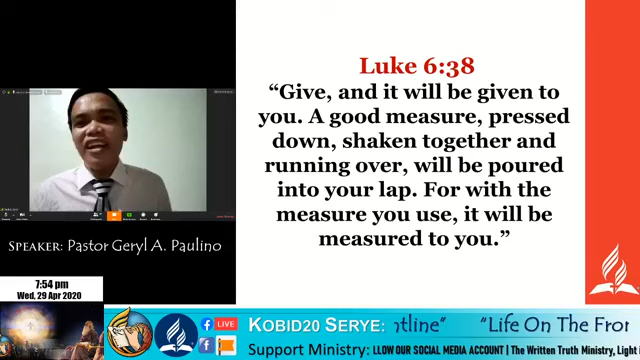 Luke 6:38
“Give, and it will be given to
you. A good measure, pressed
down, shaken together and
running over, will be poured
into your lap. For with the
measure you use, it will be
measured to you.”
SPEAKER: Pastor Geryl A. Paulino
7:54 pm
Wed, 29 Apr 2020
LIVE
KOBID20 SERYE: ntline” “Life On The Fron
Support Ministry: LLOW OUR SOCIAL MEDIA ACCOUNT | The Written Truth Ministry, Light